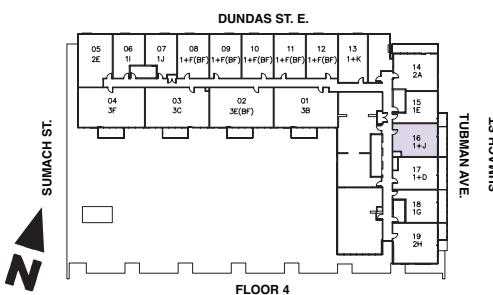 DUNDAS ST. E.
05
2E
06
1I
07
1J
08
1+F(BF)
09
1+F(BF)
10
1+F(BF)
11
1+F(BF)
12
1+F(BF)
13
1+K
14
2A
15
1E
16
1+J
17
1+D
18
1G
19
2H
04
3F
03
3C
02
3E(BF)
01
3B
SUMACH ST.
TUBMAN AVE.
N
FLOOR 4